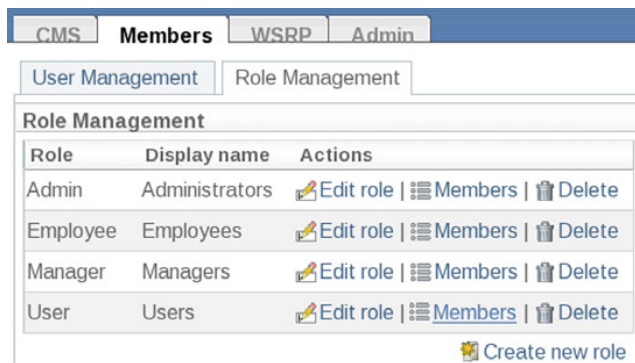 CMS Members WSRP Admin
User Management Role Management
Role Management
Role Display name Actions
Admin Administrators Edit role | Members | Delete
Employee Employees Edit role | Members | Delete
Manager Managers Edit role | Members | Delete
User Users Edit role | Members | Delete
Create new role